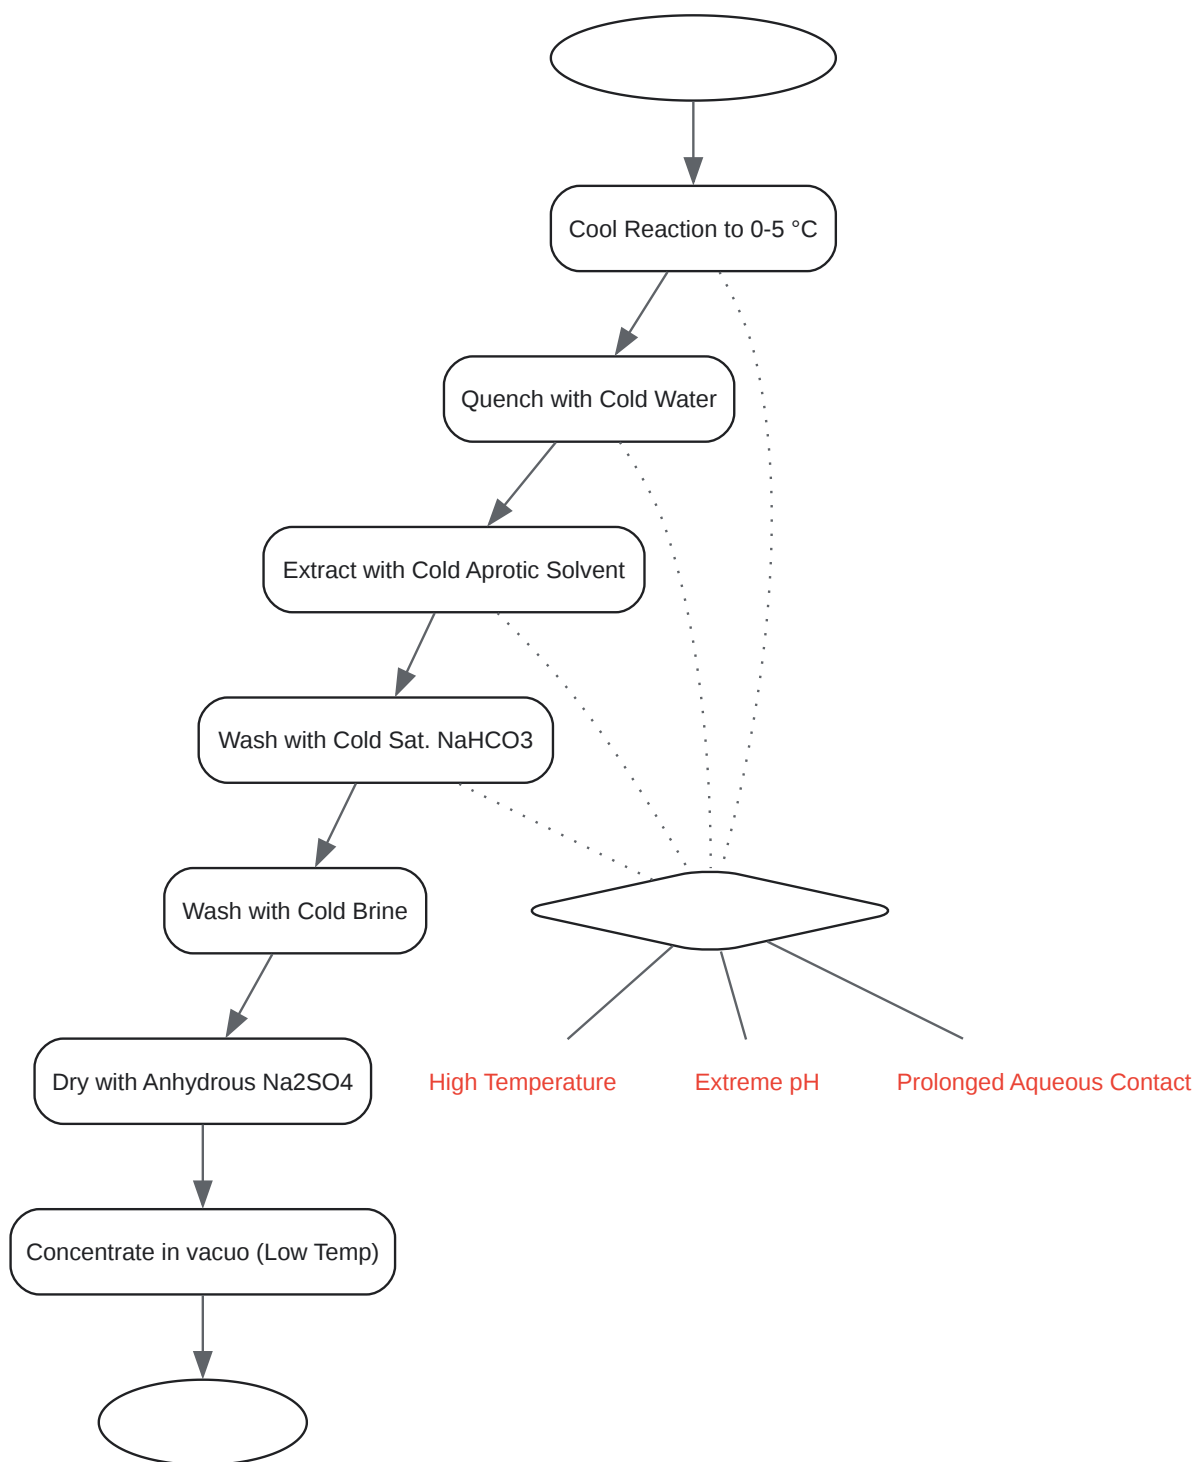 Cool Reaction to 0-5 °C
Quench with Cold Water
Extract with Cold Aprotic Solvent
Wash with Cold Sat. NaHCO3
Wash with Cold Brine
Dry with Anhydrous Na2SO4
High Temperature
Extreme pH
Prolonged Aqueous Contact
Concentrate in vacuo (Low Temp)